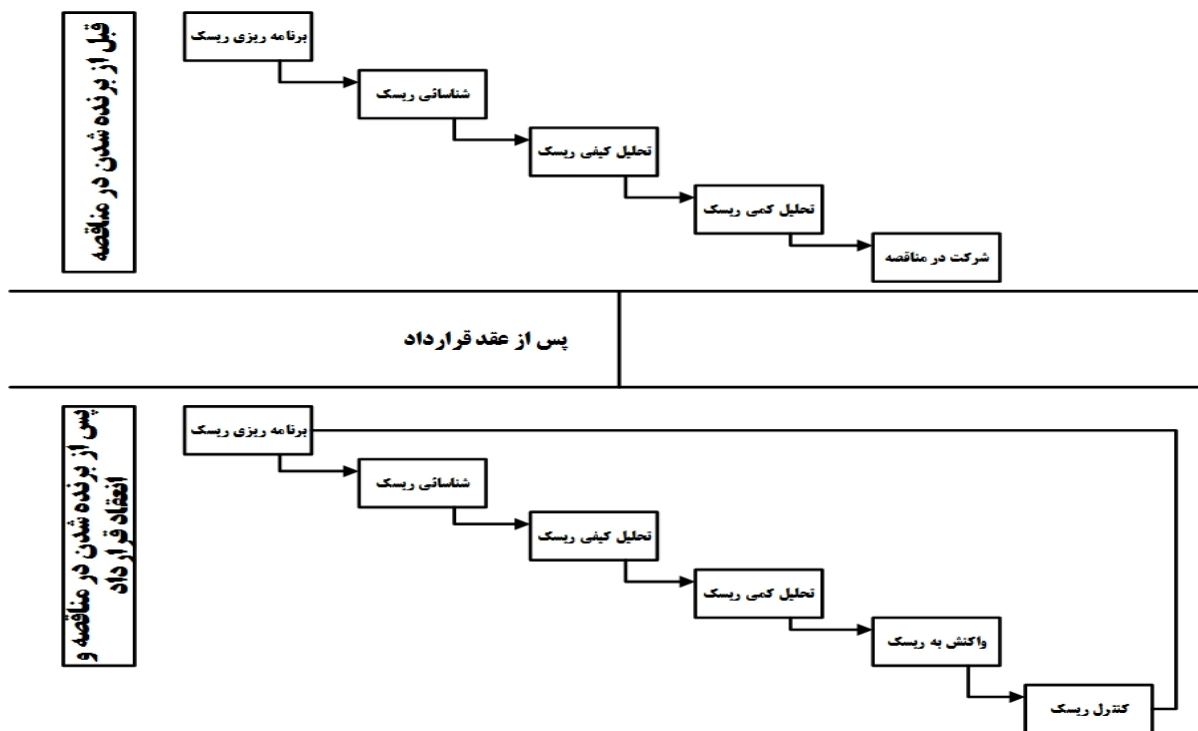 قبل از برنده شدن در مناقصه
برنامه ریزی ریسک
شناسائی ریسک
تحلیل کیفی ریسک
تحلیل کمی ریسک
شرکت در مناقصه
پس از عقد قرارداد
پس از برنده شدن در مناقصه و
انعقاد قرارداد
برنامه ریزی ریسک
شناسائی ریسک
تحلیل کیفی ریسک
تحلیل کمی ریسک
واکنش به ریسک
کنترل ریسک